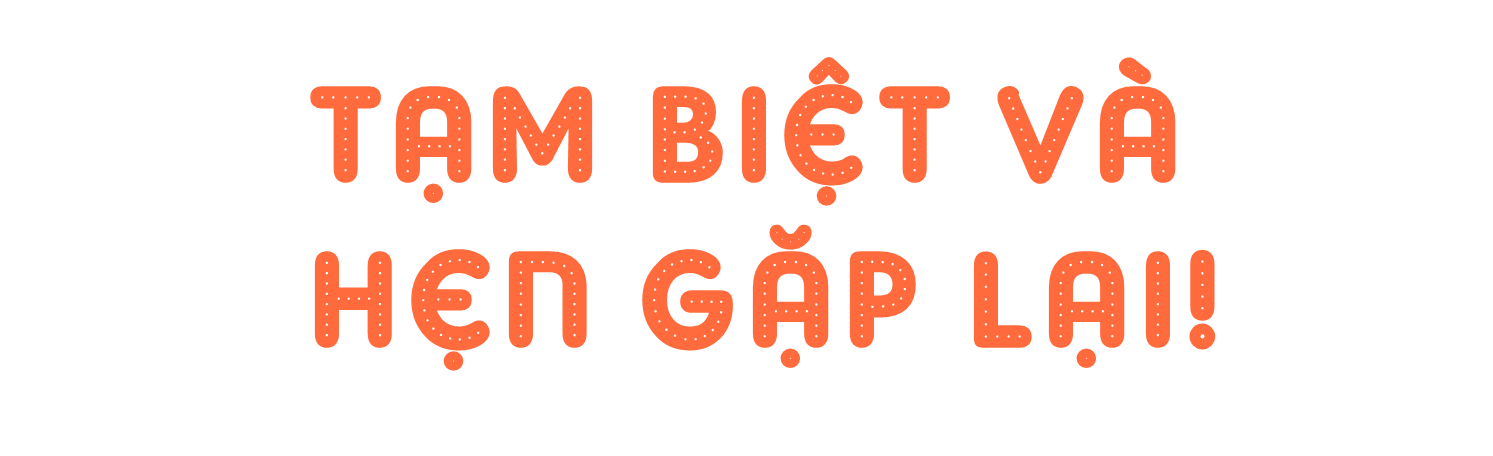 TẠM BIỆT VÀ
HẸN GẶP LẠI!